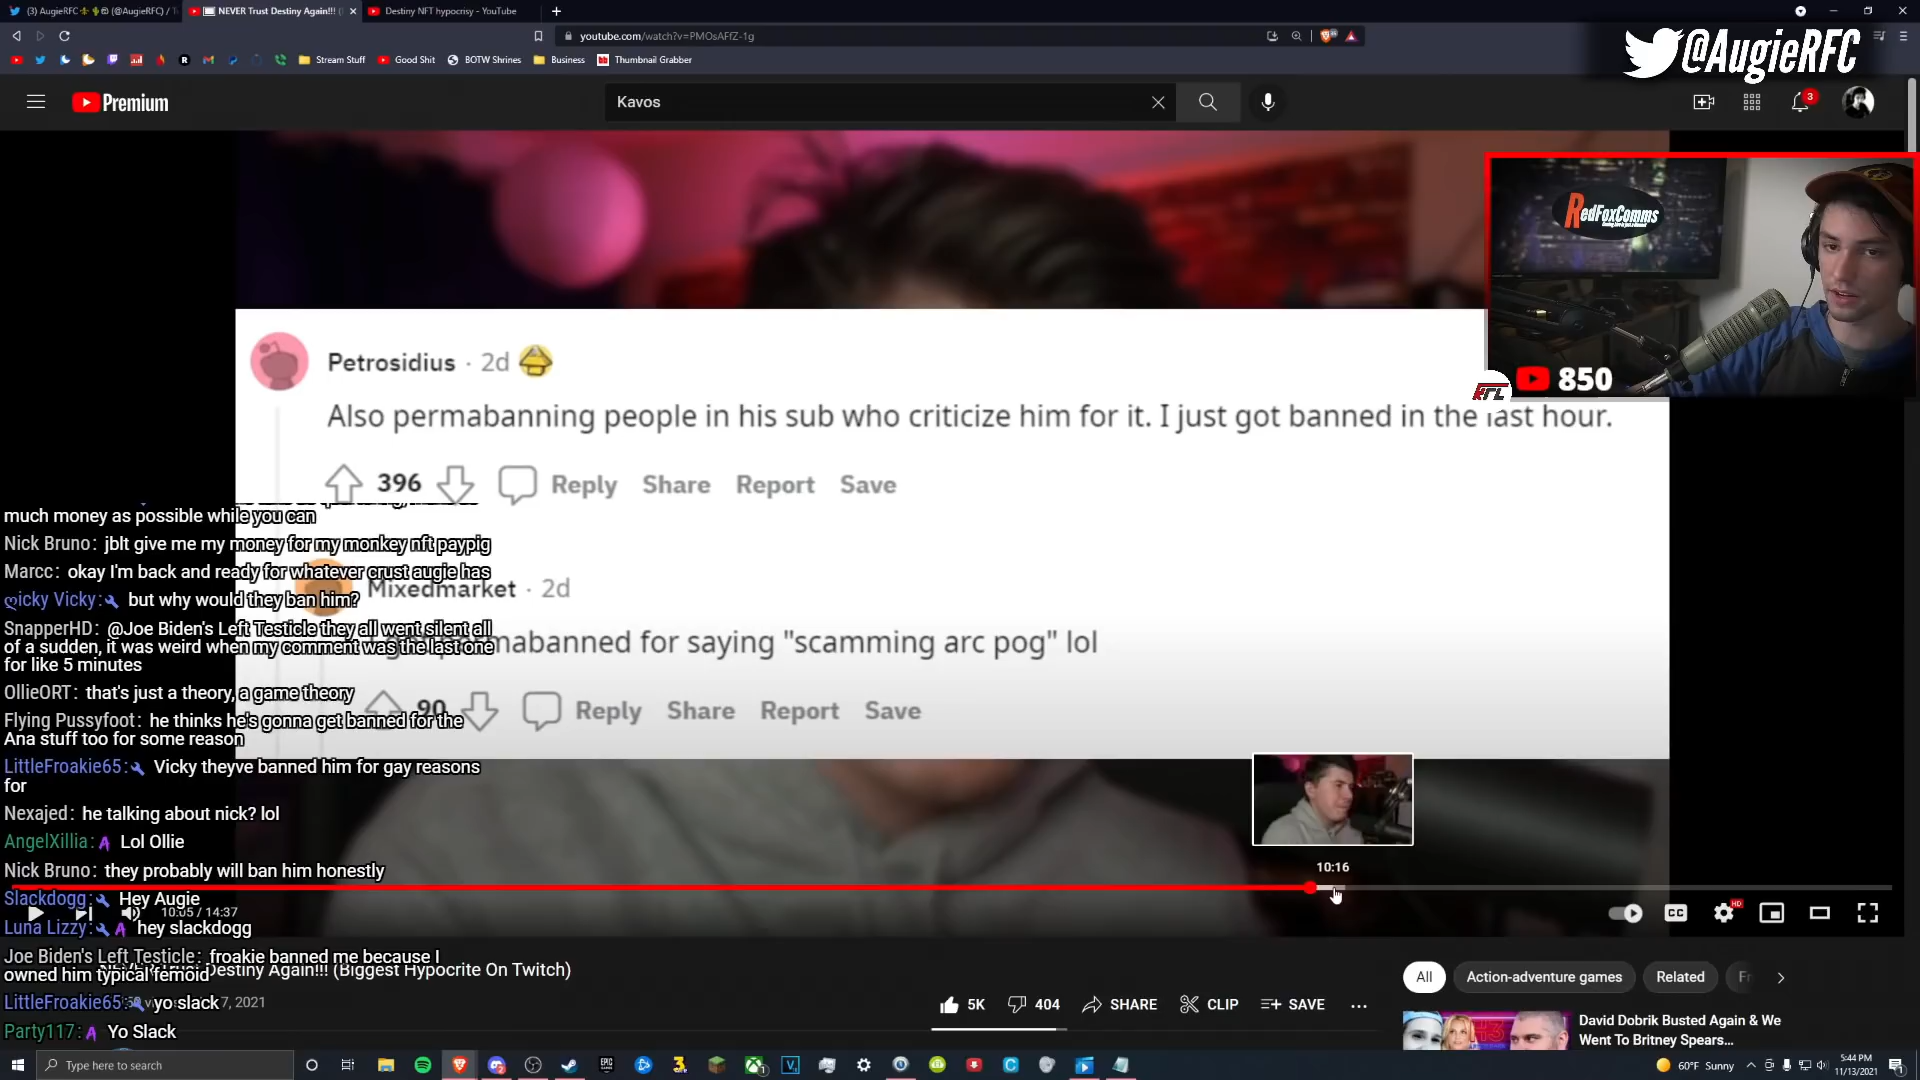 (3) AugieRFC (@AugieRFC) / T
NEVER Trust Destiny Again!!! (
Destiny NFT hypocrisy - YouTube
youtube.com/watch?v=PMOsAFfZ-1g
Stream Stuff
Good Shit
BOTW Shrines
Business
Thumbnail Grabber
@AugieRFC
Premium
Kavos
3
RedFoxComms
850
RFC
Petrosidius · 2d
Also permabanning people in his sub who criticize him for it. I just got banned in the last hour.
396
Reply Share Report Save
much money as possible while you can
Nick Bruno: jblt give me my money for my monkey nft paypig
Marcc: okay I'm back and ready for whatever crust augie has
Mixedmarket · 2d
ღicky Vicky: but why would they ban him?
SnapperHD: @Joe Biden's Left Testicle they all went silent all
of a sudden, it was weird when my comment was the last one
for like 5 minutes
permabanned for saying "scamming arc pog" lol
OllieORT: that's just a theory, a game theory
90
Reply Share Report Save
Flying Pussyfoot: he thinks he's gonna get banned for the
Ana stuff too for some reason
LittleFroakie65: Vicky theyve banned him for gay reasons
for
Nexajed: he talking about nick? lol
AngelXillia: Lol Ollie
Nick Bruno: they probably will ban him honestly
10:16
Slackdogg: Hey Augie
10:05 / 14:37
CC
HD
Luna Lizzy: hey slackdogg
Joe Biden's Left Testicle: froakie banned me because I
owned him typical femoid
NEVER Trust Destiny Again!!! (Biggest Hypocrite On Twitch)
LittleFroakie65: yo slack
7, 2021
5K
404
SHARE
CLIP
SAVE
Party117: Yo Slack
All
Action-adventure games
Related
David Dobrik Busted Again & We
Went To Britney Spears...
Type here to search
60°F Sunny
5:44 PM
11/13/2021